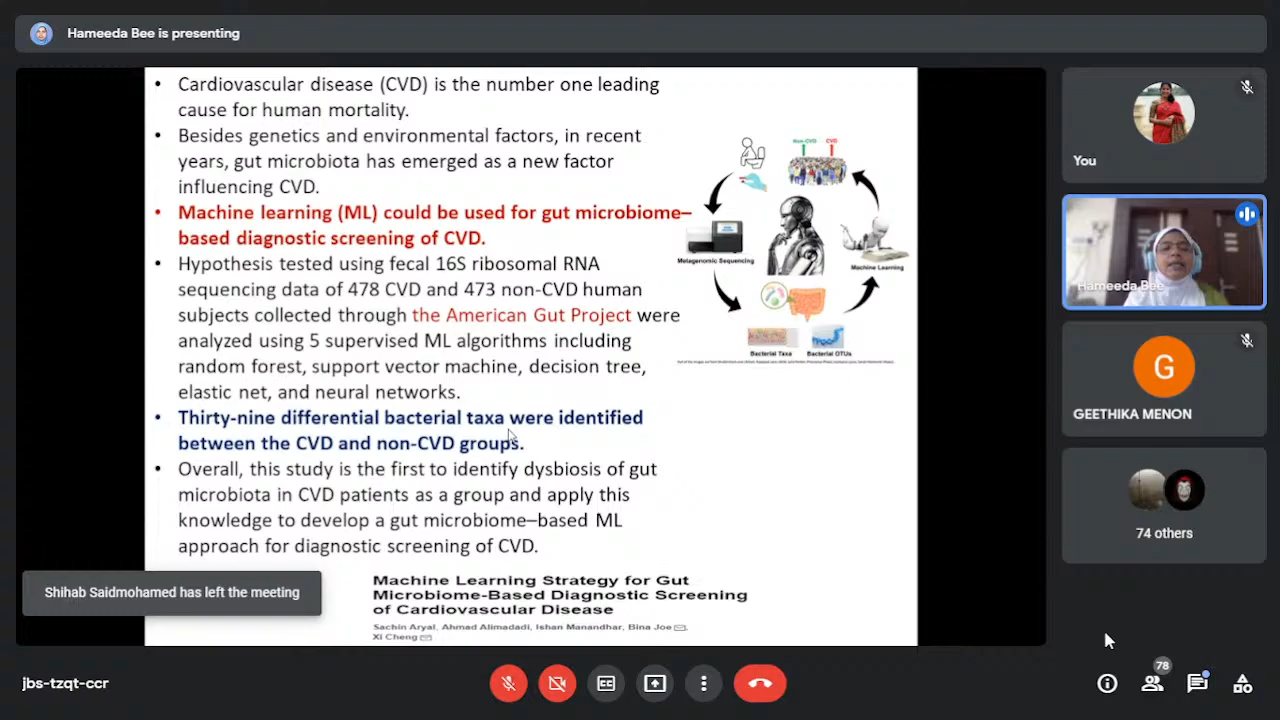 Hameeda Bee is presenting
• Cardiovascular disease (CVD) is the number one leading
cause for human mortality.
• Besides genetics and environmental factors, in recent
years, gut microbiota has emerged as a new factor
influencing CVD.
• Machine learning (ML) could be used for gut microbiome–
based diagnostic screening of CVD.
• Hypothesis tested using fecal 16S ribosomal RNA
sequencing data of 478 CVD and 473 non-CVD human
subjects collected through the American Gut Project were
analyzed using 5 supervised ML algorithms including
random forest, support vector machine, decision tree,
elastic net, and neural networks.
• Thirty-nine differential bacterial taxa were identified
between the CVD and non-CVD groups.
• Overall, this study is the first to identify dysbiosis of gut
microbiota in CVD patients as a group and apply this
knowledge to develop a gut microbiome–based ML
approach for diagnostic screening of CVD.
Non-CVD CVD
Metagenomic Sequencing
Machine Learning
Bacterial Taxa Bacterial OTUs
Machine Learning Strategy for Gut
Microbiome-Based Diagnostic Screening
of Cardiovascular Disease
Sachin Aryal, Ahmad Alimadadi, Ishan Manandhar, Bina Joe,
Xi Cheng
Shihab Saidmohamed has left the meeting
You
Hameeda Bee
G
GEETHIKA MENON
74 others
jbs-tzqt-ccr
CC
78